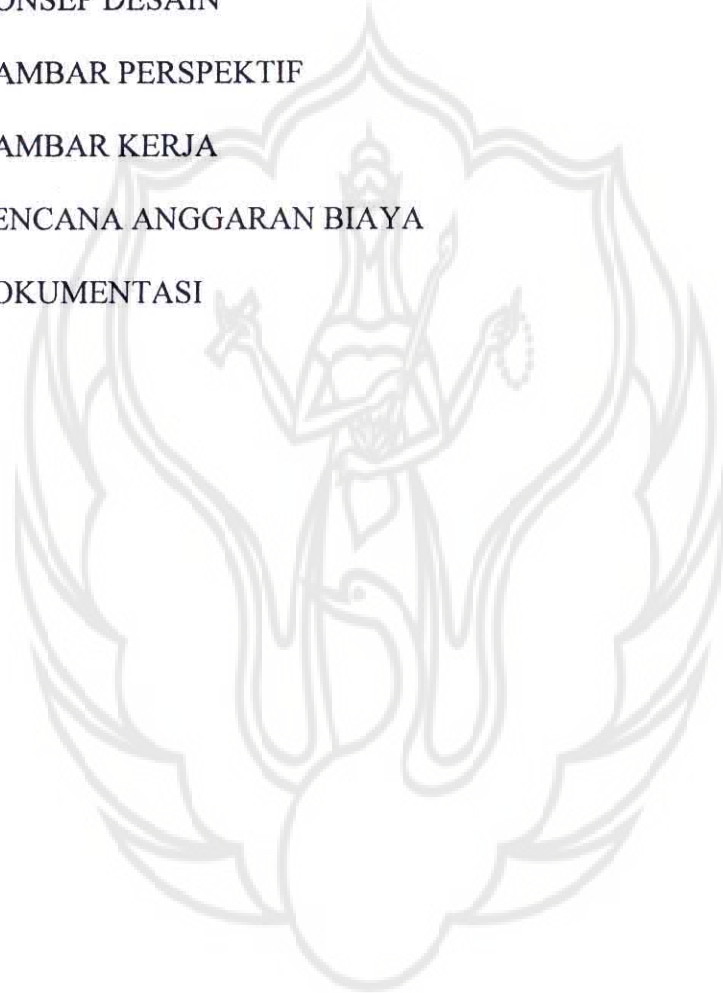 ONSEP DESAIN
AMBAR PERSPEKTIF
AMBAR KERJA
ENCANA ANGGARAN BIAYA
OKUMENTASI